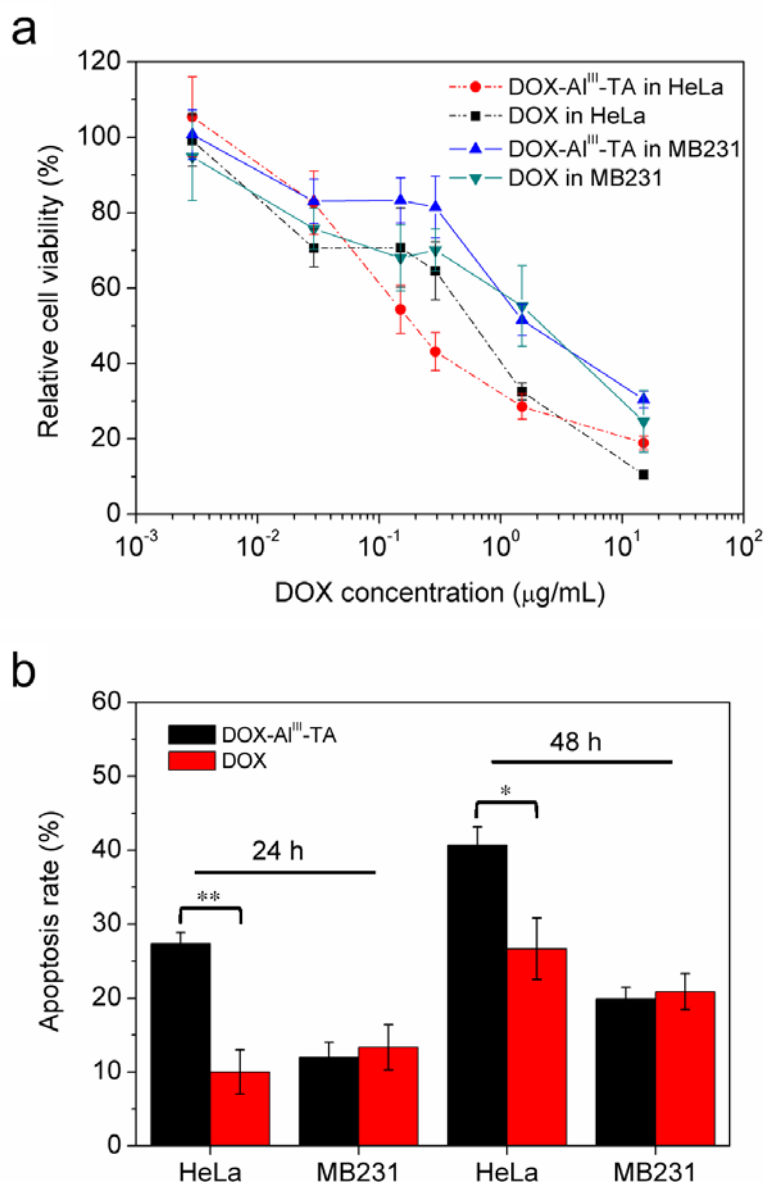 a
120
100
80
60
40
20
0
Relative cell viability (%)
DOX-Al^III-TA in HeLa
DOX in HeLa
DOX-Al^III-TA in MB231
DOX in MB231
10^-3 10^-2 10^-1 10^0 10^1 10^2
DOX concentration (μg/mL)
b
60
50
40
30
20
10
0
Apoptosis rate (%)
DOX-Al^III-TA
DOX
48 h
*
24 h
**
HeLa MB231 HeLa MB231